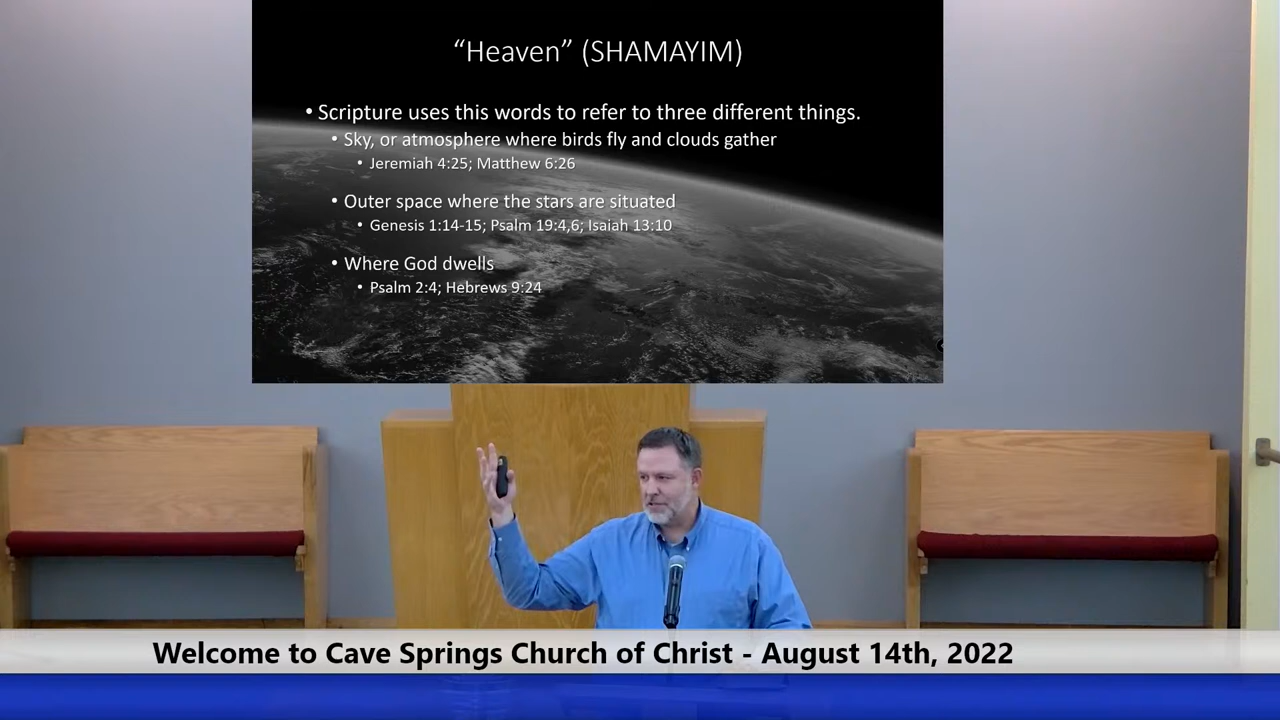 “Heaven” (SHAMAYIM)
• Scripture uses this words to refer to three different things.
• Sky, or atmosphere where birds fly and clouds gather
• Jeremiah 4:25; Matthew 6:26
• Outer space where the stars are situated
• Genesis 1:14-15; Psalm 19:4,6; Isaiah 13:10
• Where God dwells
• Psalm 2:4; Hebrews 9:24
Welcome to Cave Springs Church of Christ - August 14th, 2022